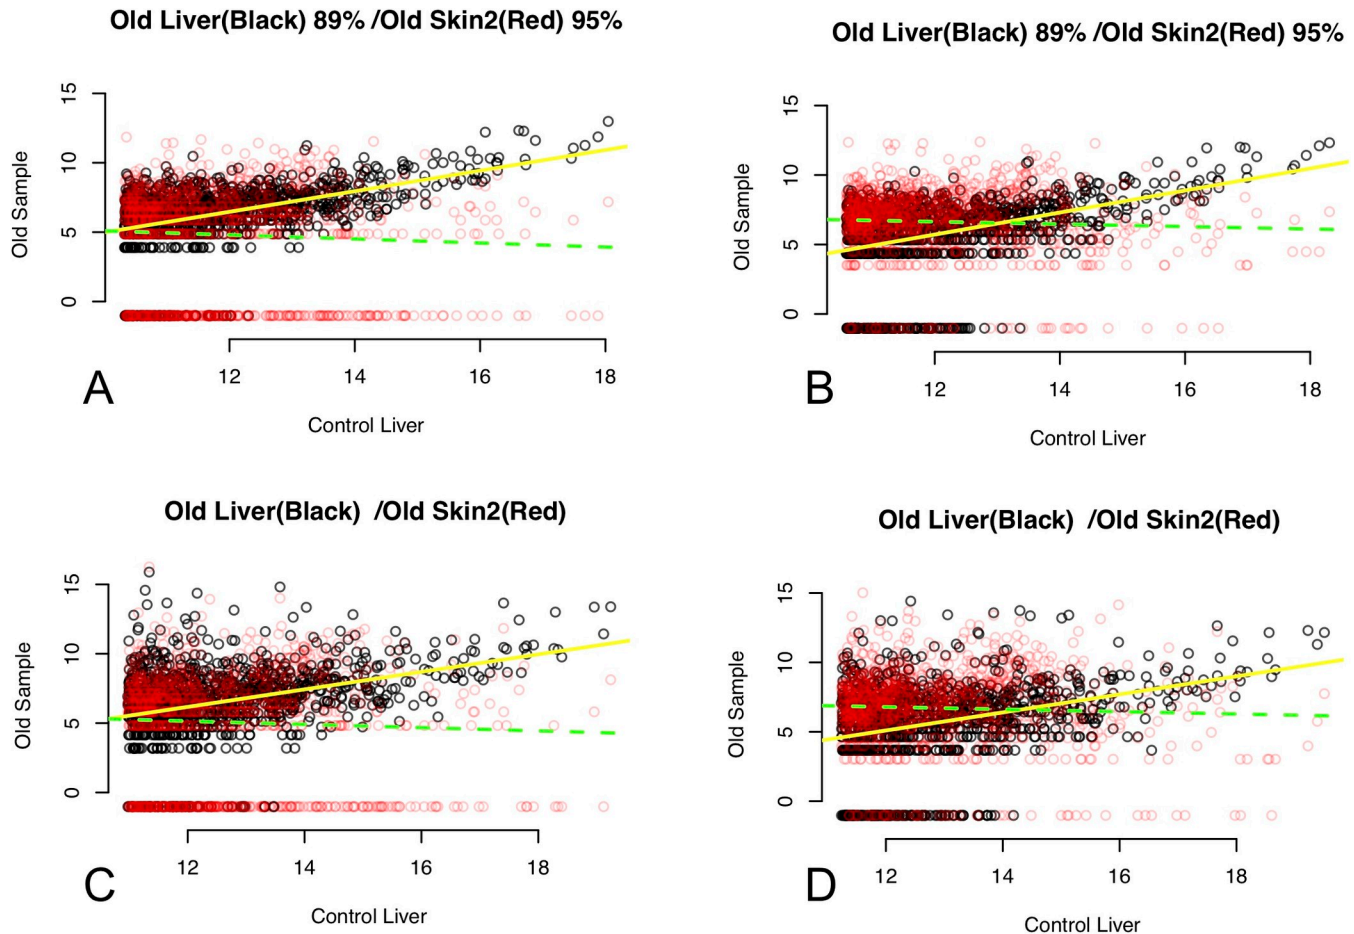 Old Liver(Black) 89% /Old Skin2(Red) 95%
15
10
5
0
Old Sample
12 14 16 18
Control Liver
A
Old Liver(Black) 89% /Old Skin2(Red) 95%
15
10
5
0
Old Sample
12 14 16 18
Control Liver
B
Old Liver(Black) /Old Skin2(Red)
15
10
5
0
Old Sample
12 14 16 18
Control Liver
C
Old Liver(Black) /Old Skin2(Red)
15
10
5
0
Old Sample
12 14 16 18
Control Liver
D